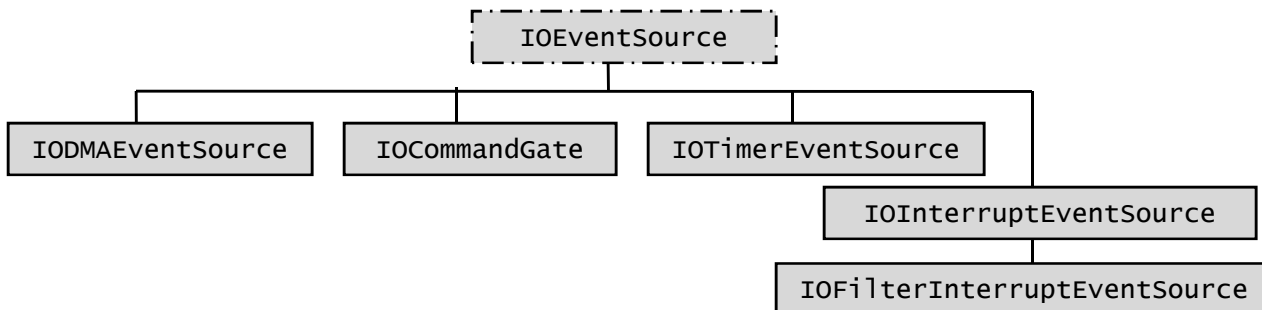 IOEventSource
IODMAEventSource
IOCommandGate
IOTimerEventSource
IOInterruptEventSource
IOFilterInterruptEventSource